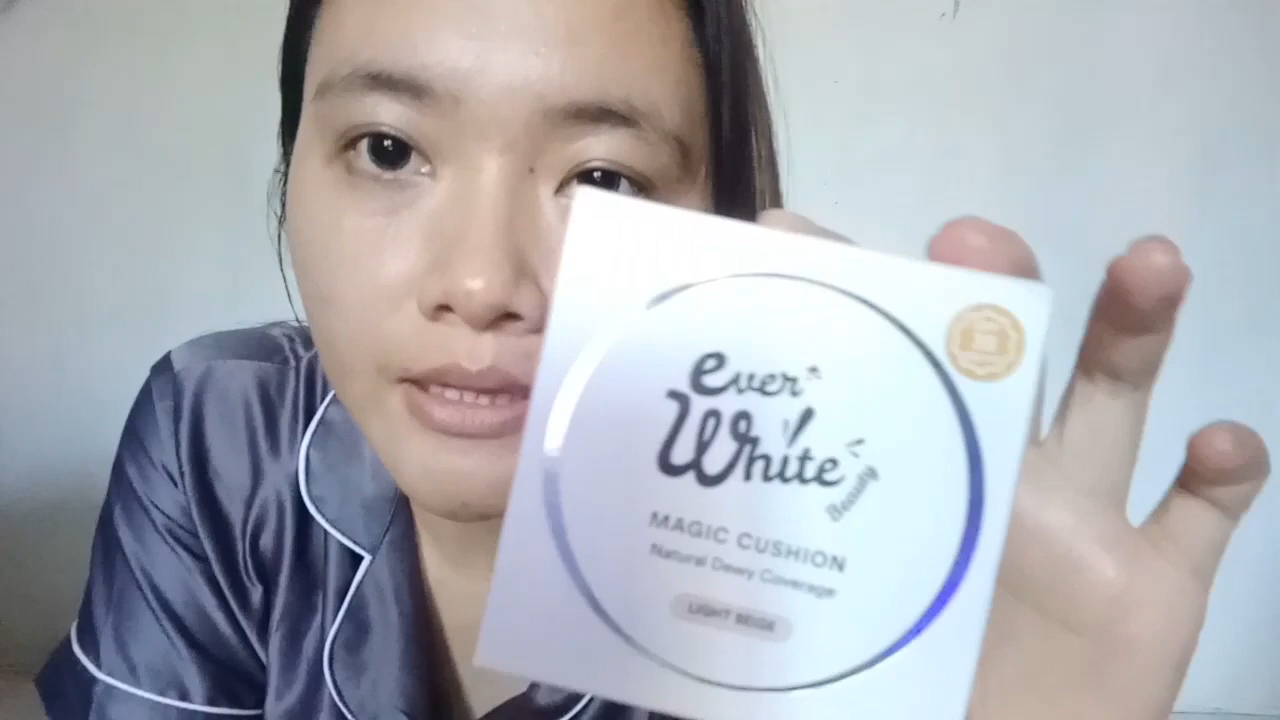 ever
White
Beauty
MAGIC CUSHION
Natural Dewy Coverage
LIGHT BEIGE